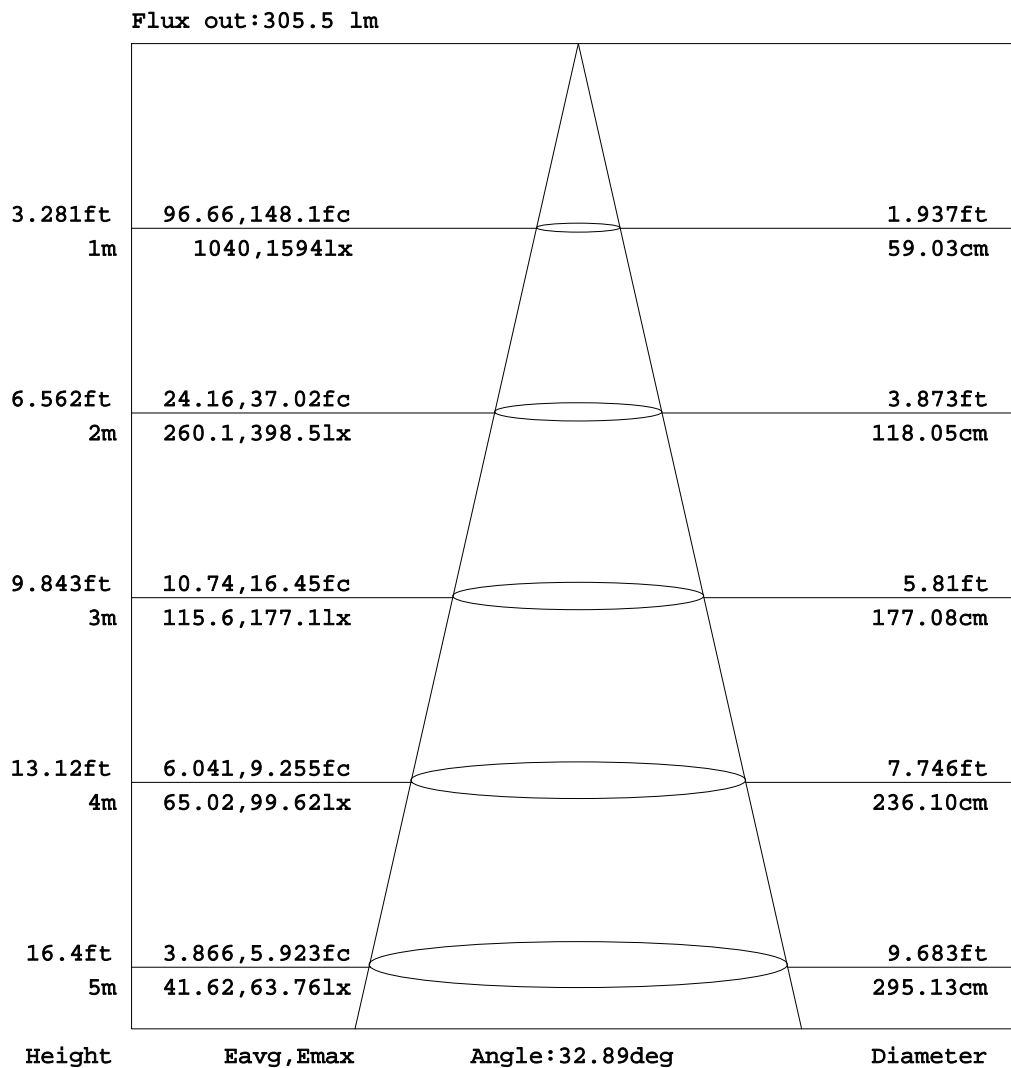 Flux out:305.5 lm
3.281ft 96.66,148.1fc 1.937ft
1m 1040,1594lx 59.03cm
6.562ft 24.16,37.02fc 3.873ft
2m 260.1,398.5lx 118.05cm
9.843ft 10.74,16.45fc 5.81ft
3m 115.6,177.1lx 177.08cm
13.12ft 6.041,9.255fc 7.746ft
4m 65.02,99.62lx 236.10cm
16.4ft 3.866,5.923fc 9.683ft
5m 41.62,63.76lx 295.13cm
Height Eavg,Emax Angle:32.89deg Diameter